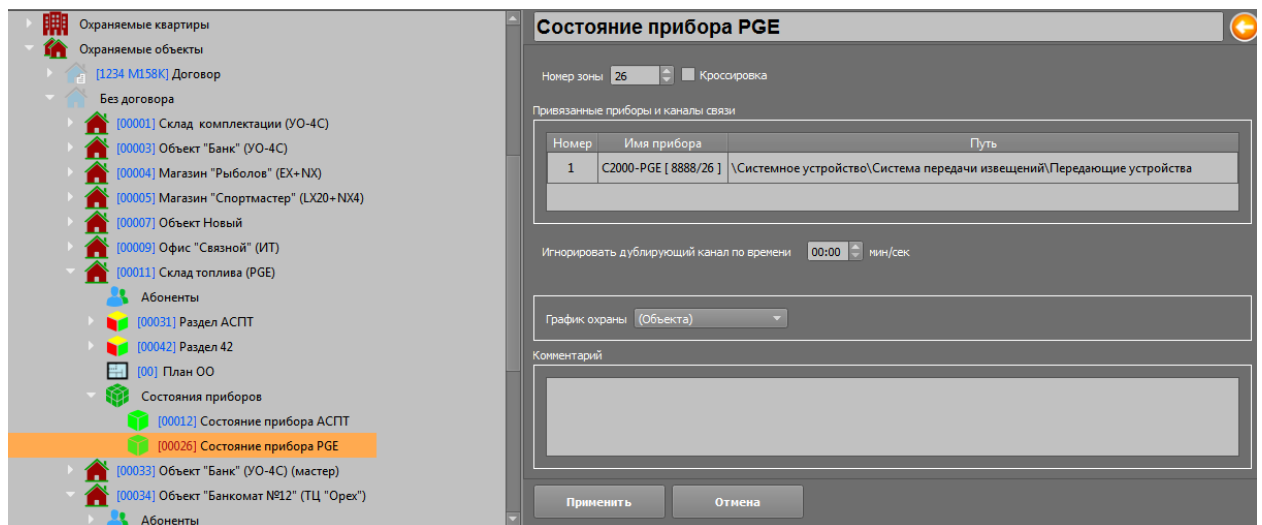 Охраняемые квартиры
Охраняемые объекты
[1234 M158K] Договор
Без договора
[00001] Склад комплектации (УО-4С)
[00003] Объект "Банк" (УО-4С)
[00004] Магазин "Рыболов" (EX+NX)
[00005] Магазин "Спортмастер" (LX20+NX4)
[00007] Объект Новый
[00009] Офис "Связной" (ИТ)
[00011] Склад топлива (PGE)
Абоненты
[00031] Раздел АСПТ
[00042] Раздел 42
[00] План ОО
Состояния приборов
[00012] Состояние прибора АСПТ
[00026] Состояние прибора PGE
[00033] Объект "Банк" (УО-4С) (мастер)
[00034] Объект "Банкомат №12" (ТЦ "Орех")
Абоненты
Состояние прибора PGE
Номер зоны 26 Кроссировка
Привязанные приборы и каналы связи
Номер Имя прибора Путь
1 C2000-PGE [ 8888/26 ] \Системное устройство\Система передачи извещений\Передающие устройства
Игнорировать дублирующий канал по времени 00:00 мин/сек
График охраны (Объекта)
Комментарий
Применить Отмена